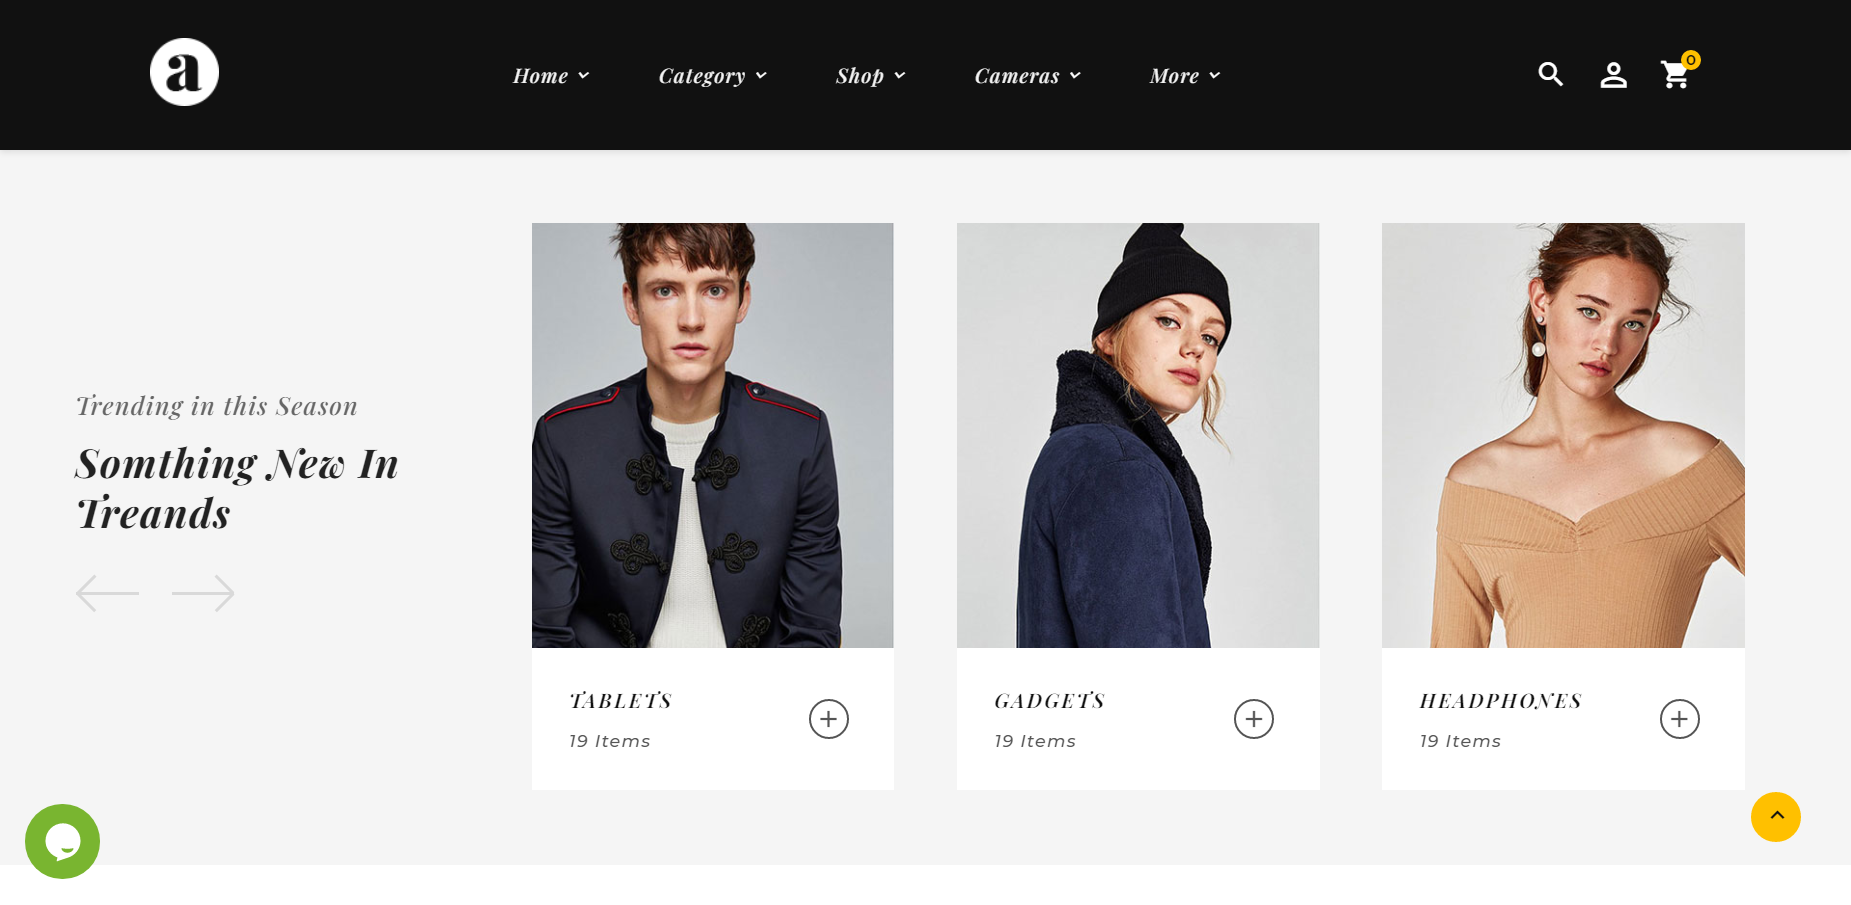 a
Home
Category
Shop
Cameras
More
0
Trending in this Season
Somthing New In
Treands
TABLETS
19 Items
GADGETS
19 Items
HEADPHONES
19 Items